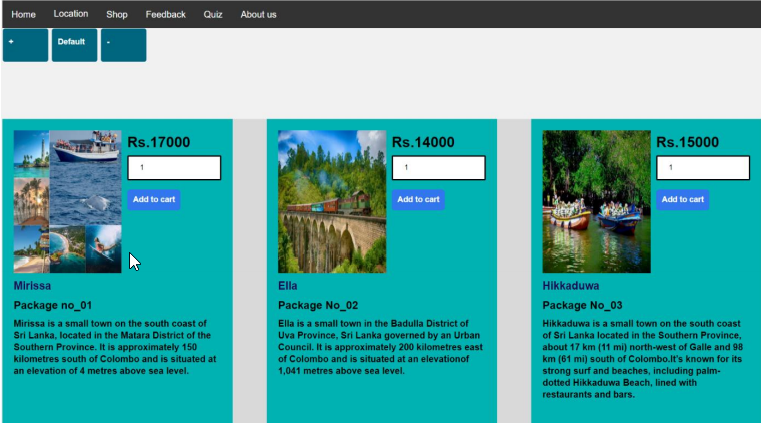 Home Location Shop Feedback Quiz About us
+ Default -
Rs.17000
1
Add to cart
Mirissa
Package no_01
Mirissa is a small town on the south coast of
Sri Lanka, located in the Matara District of the
Southern Province. It is approximately 150
kilometres south of Colombo and is situated at
an elevation of 4 metres above sea level.
Rs.14000
1
Add to cart
Ella
Package No_02
Ella is a small town in the Badulla District of
Uva Province, Sri Lanka governed by an Urban
Council. It is approximately 200 kilometres east
of Colombo and is situated at an elevationof
1,041 metres above sea level.
Rs.15000
1
Add to cart
Hikkaduwa
Package No_03
Hikkaduwa is a small town on the south coast
of Sri Lanka located in the Southern Province,
about 17 km (11 mi) north-west of Galle and 98
km (61 mi) south of Colombo.It's known for its
strong surf and beaches, including palm-
dotted Hikkaduwa Beach, lined with
restaurants and bars.